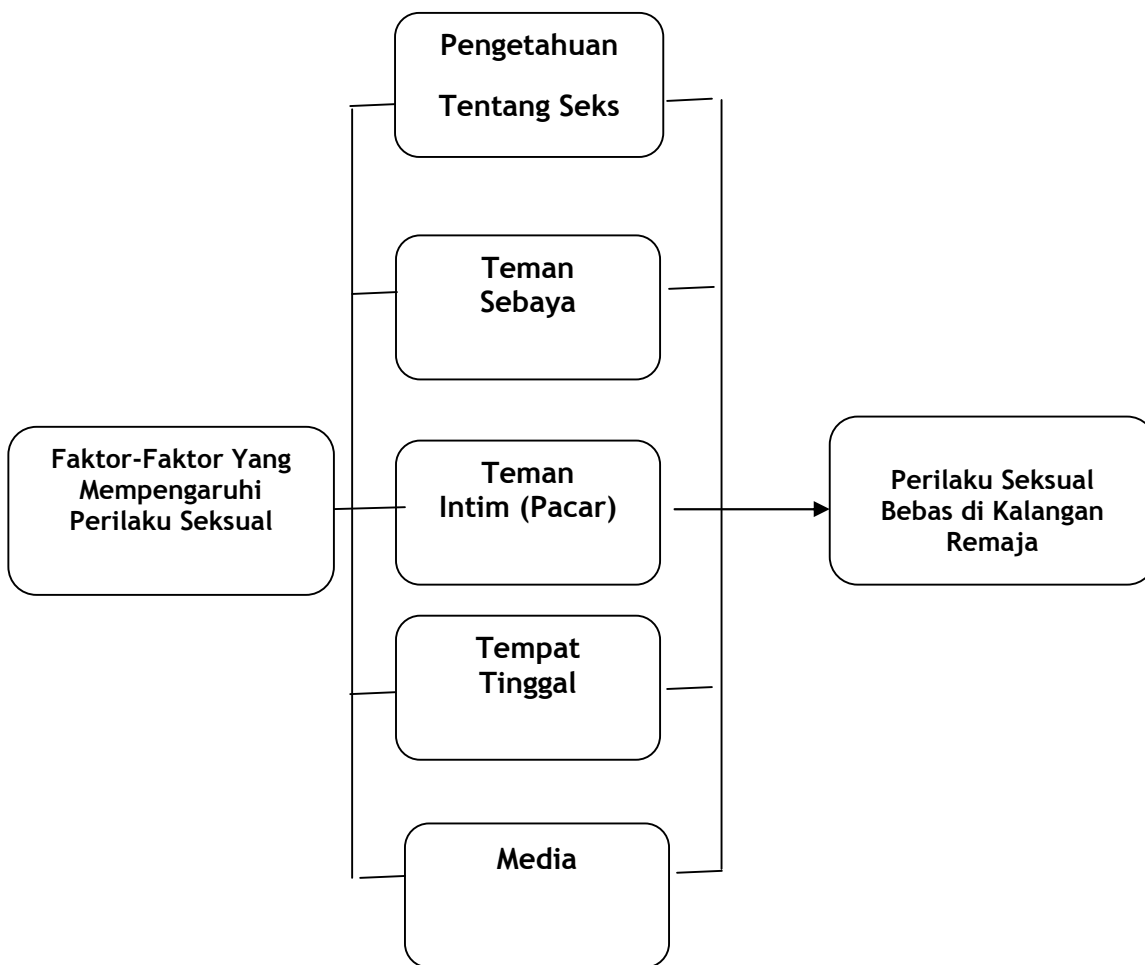 Pengetahuan
Tentang Seks
Teman
Sebaya
Faktor-Faktor Yang
Mempengaruhi
Perilaku Seksual
Teman
Intim (Pacar)
Perilaku Seksual
Bebas di Kalangan
Remaja
Tempat
Tinggal
Media